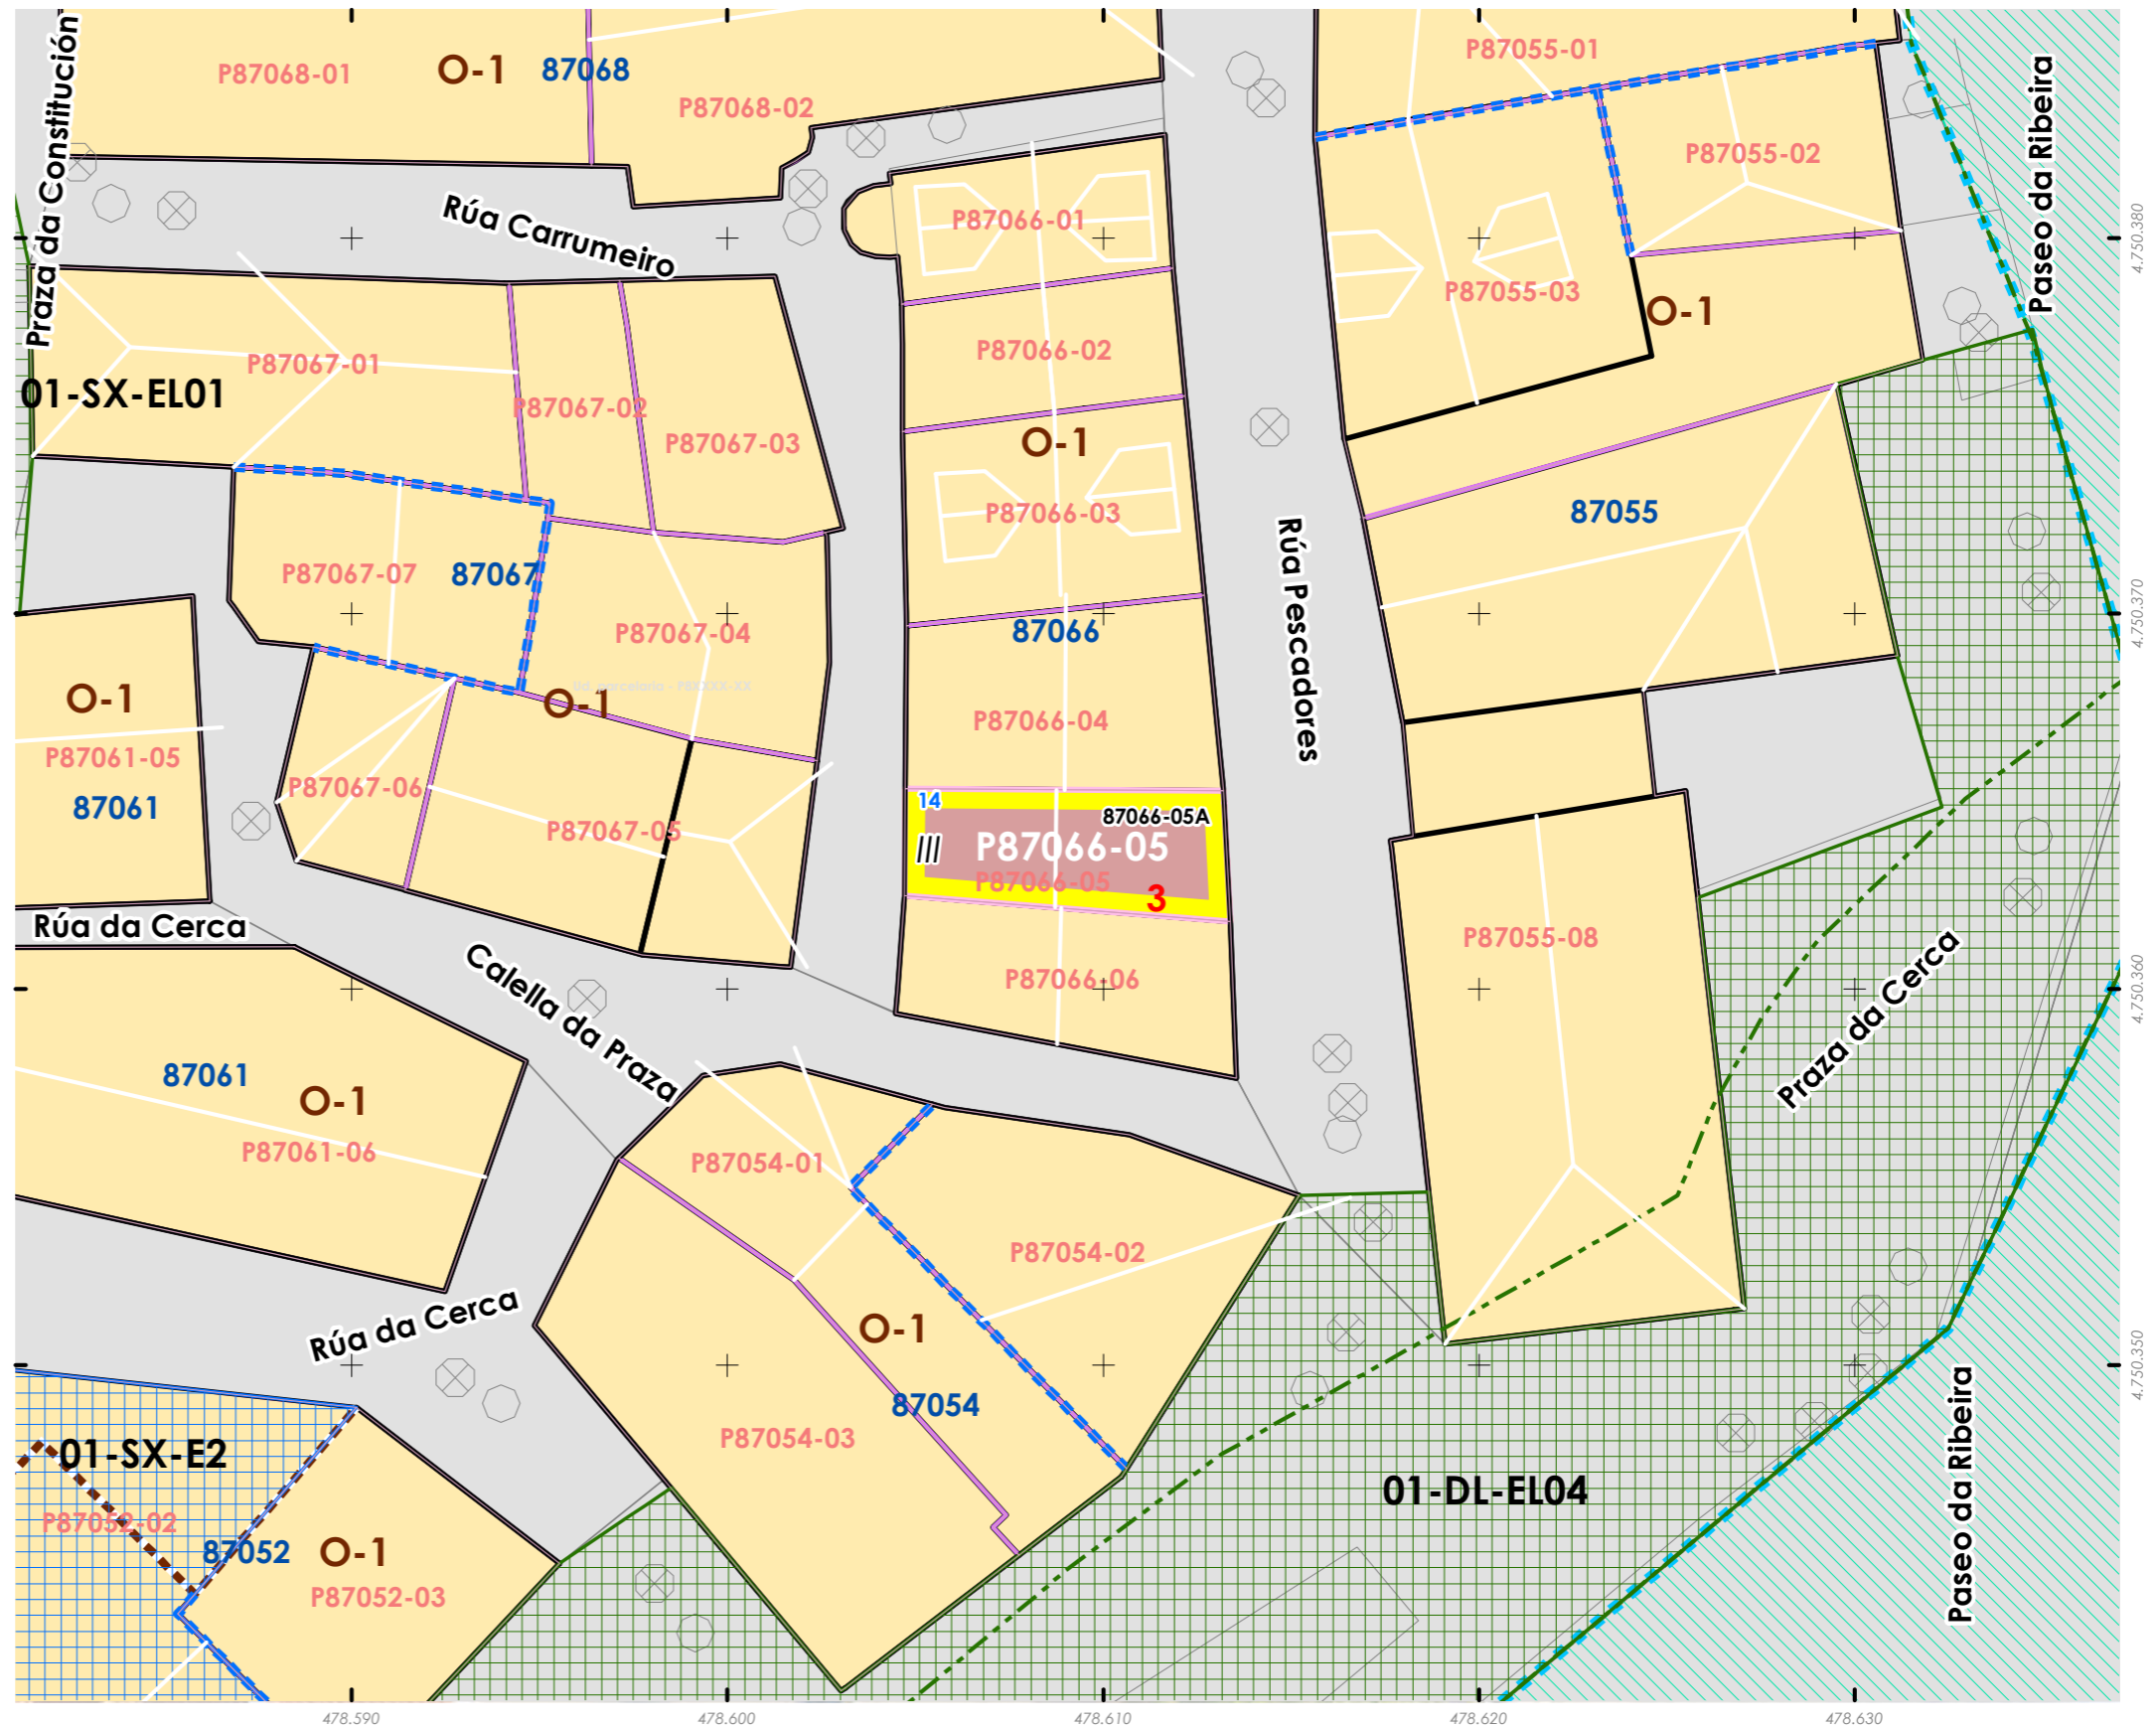 P87068-01
O-1
87068
P87068-02
P87055-01
P87055-02
Praza da Constitución
Rúa Carrumeiro
P87066-01
P87055-03
O-1
Paseo da Ribeira
4.750.380
P87067-01
01-SX-EL01
P87067-02
P87067-03
P87066-02
O-1
P87066-03
87055
P87067-07
87067
P87067-04
87066
Rúa Pescadores
4.750.370
O-1
P87061-05
87061
Ud. parcelaria - P8XXXX-XX
O-1
P87066-04
P87067-06
P87067-05
14
87066-05A
III
P87066-05
P87066-05
3
Rúa da Cerca
Calella da Praza
P87066-06
P87055-08
Praza da Cerca
4.750.360
87061
O-1
P87061-06
P87054-01
P87054-02
Rúa da Cerca
O-1
87054
P87054-03
4.750.350
01-SX-E2
P87052-02
87052
O-1
P87052-03
01-DL-EL04
Paseo da Ribeira
478.590
478.600
478.610
478.620
478.630